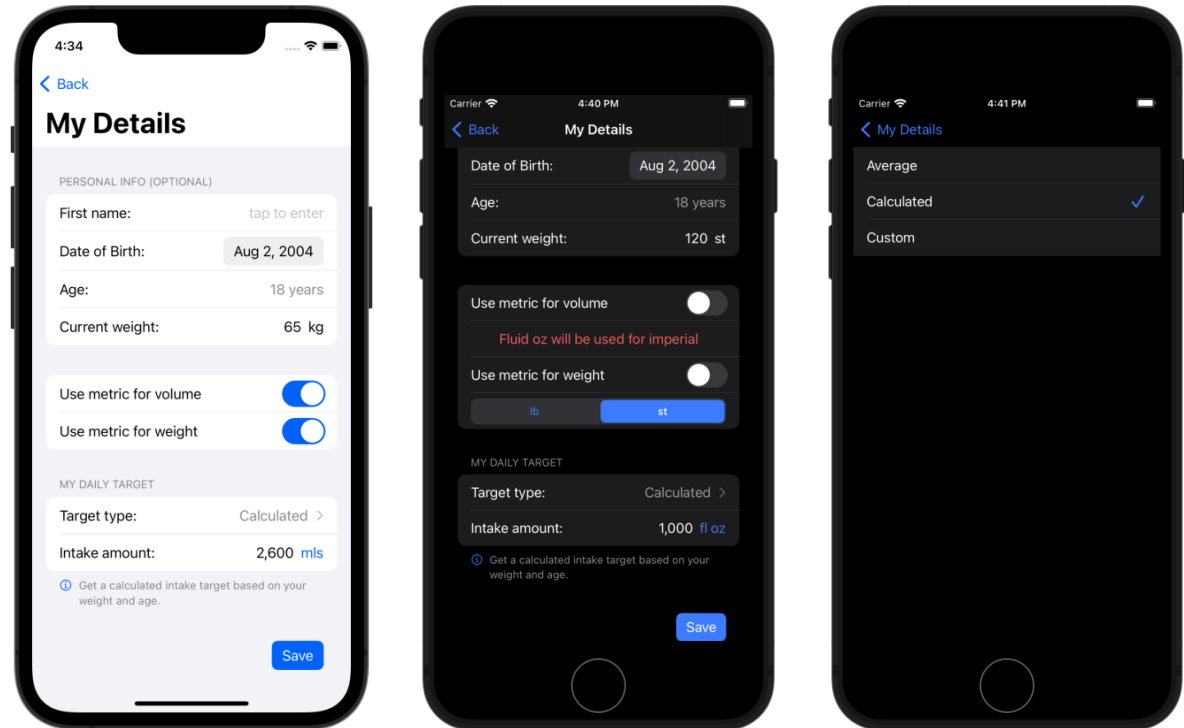 4:34
Back
My Details
PERSONAL INFO (OPTIONAL)
First name: tap to enter
Date of Birth: Aug 2, 2004
Age: 18 years
Current weight: 65 kg
Use metric for volume
Use metric for weight
MY DAILY TARGET
Target type: Calculated
Intake amount: 2,600 mls
Get a calculated intake target based on your
weight and age.
Save
Carrier 4:40 PM
Back My Details
Date of Birth: Aug 2, 2004
Age: 18 years
Current weight: 120 st
Use metric for volume
Fluid oz will be used for imperial
Use metric for weight
lb st
MY DAILY TARGET
Target type: Calculated
Intake amount: 1,000 fl oz
Get a calculated intake target based on your
weight and age.
Save
Carrier 4:41 PM
My Details
Average
Calculated
Custom